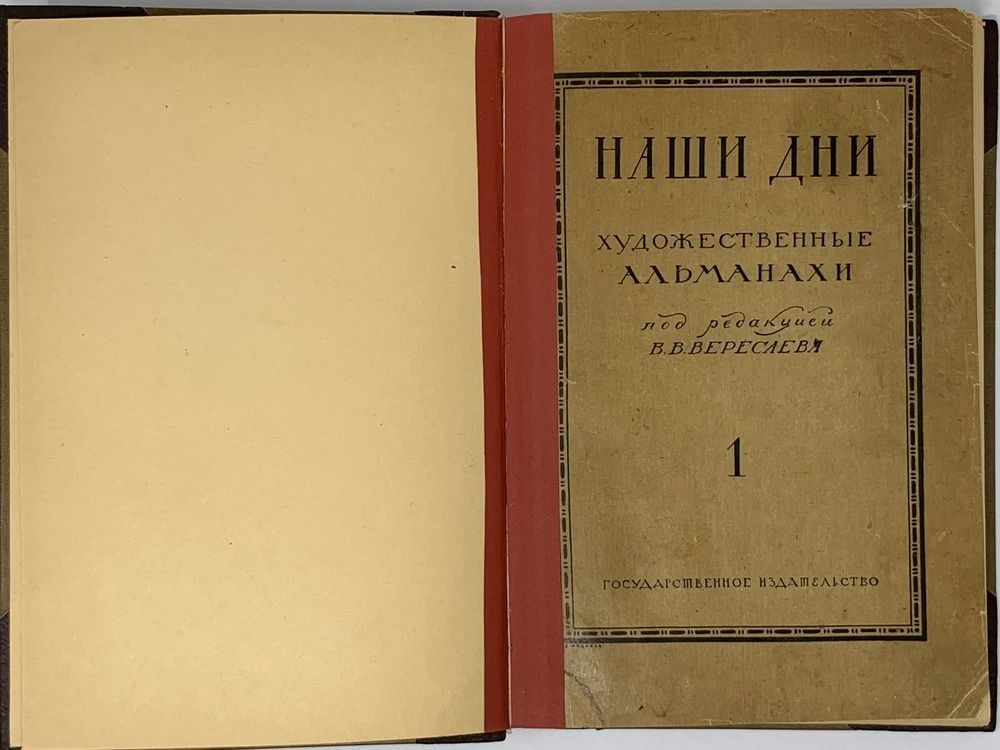 НАШИ ДНИ
ХУДОЖЕСТВЕННЫЕ
АЛЬМАНАХИ
под редакцией
В.В.ВЕРЕСАЕВА
1
ГОСУДАРСТВЕННОЕ ИЗДАТЕЛЬСТВО